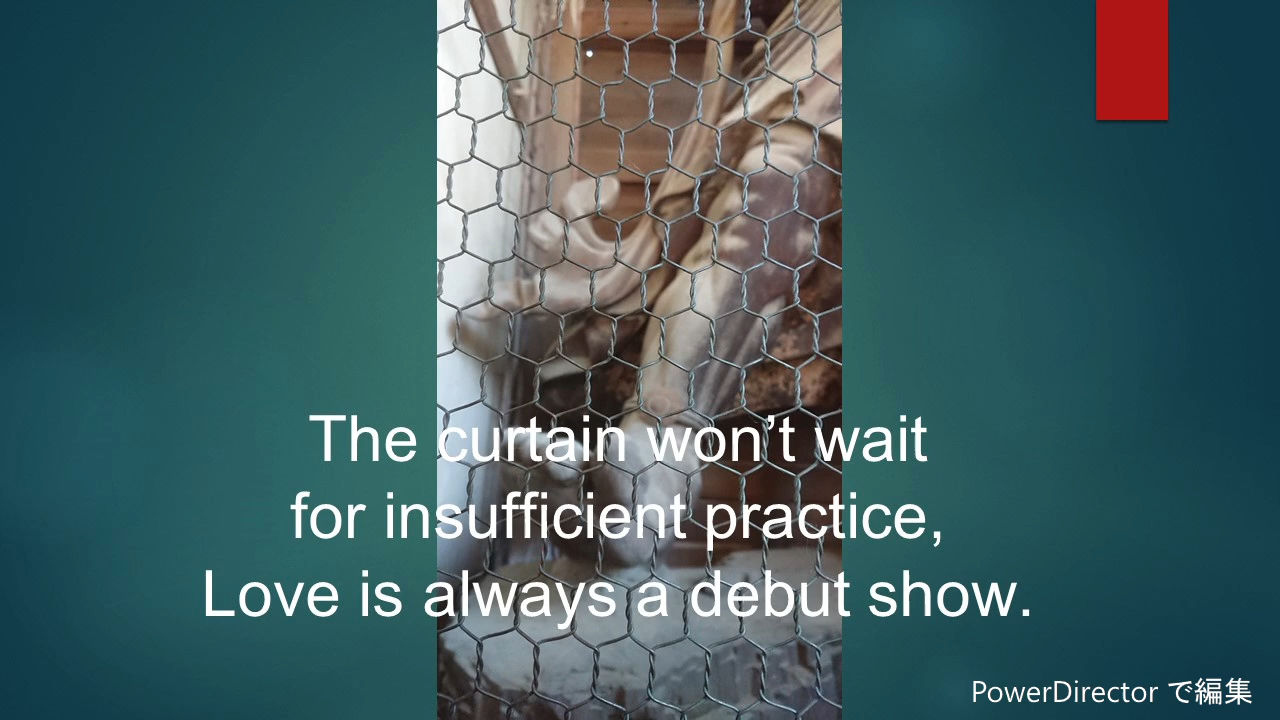 The curtain won’t wait
for insufficient practice,
Love is always a debut show.
PowerDirector で編集